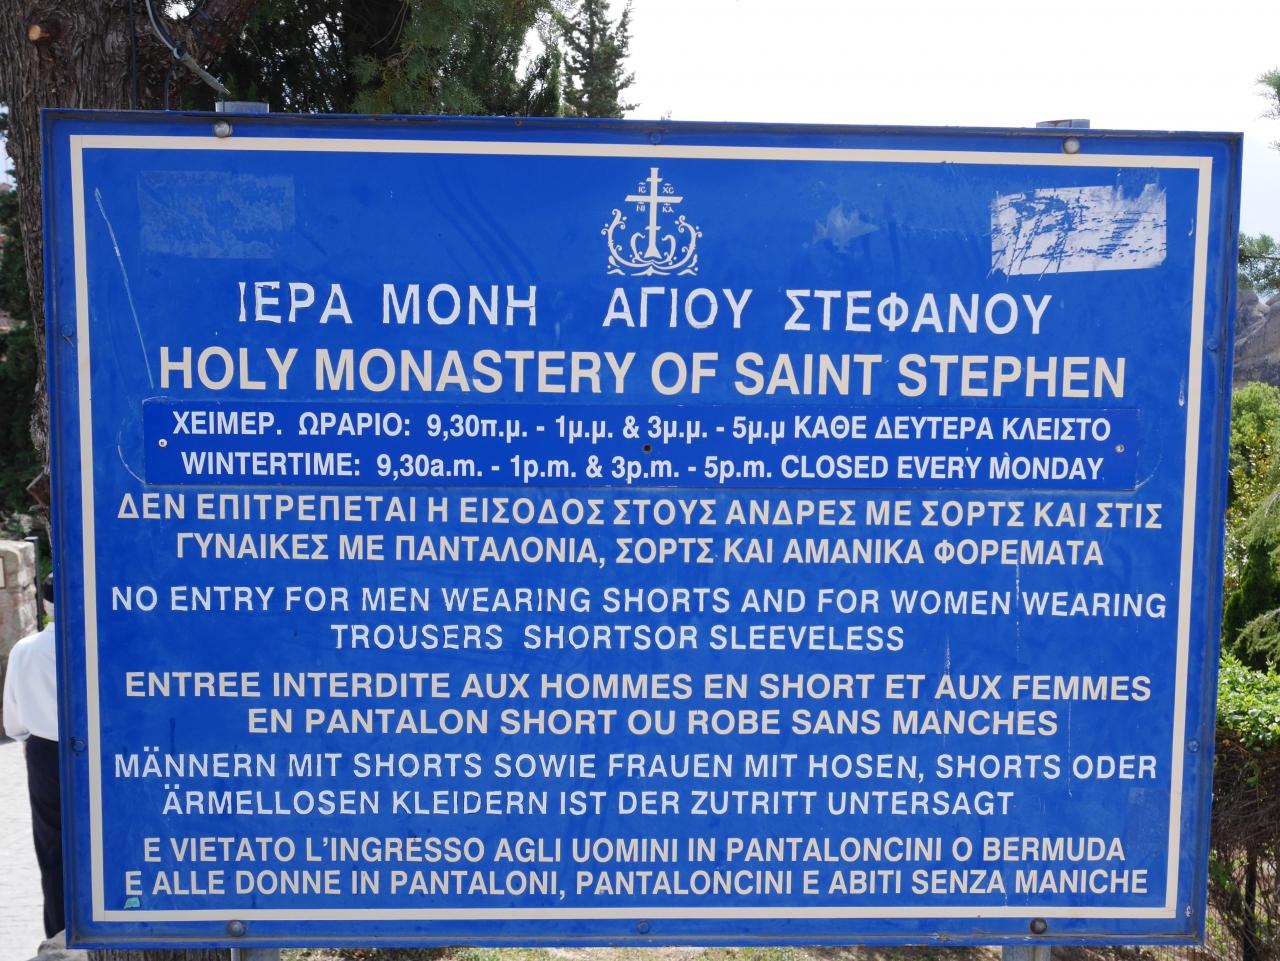 IC XC
NI KA
ΙΕΡΑ ΜΟΝΗ ΑΓΙΟΥ ΣΤΕΦΑΝΟΥ
HOLY MONASTERY OF SAINT STEPHEN
ΧΕΙΜΕΡ. ΩΡΑΡΙΟ: 9,30π.μ. - 1μ.μ. & 3μ.μ. - 5μ.μ ΚΑΘΕ ΔΕΥΤΕΡΑ ΚΛΕΙΣΤΟ
WINTERTIME: 9,30a.m. - 1p.m. & 3p.m. - 5p.m. CLOSED EVERY MONDAY
ΔΕΝ ΕΠΙΤΡΕΠΕΤΑΙ Η ΕΙΣΟΔΟΣ ΣΤΟΥΣ ΑΝΔΡΕΣ ΜΕ ΣΟΡΤΣ ΚΑΙ ΣΤΙΣ
ΓΥΝΑΙΚΕΣ ΜΕ ΠΑΝΤΑΛΟΝΙΑ, ΣΟΡΤΣ ΚΑΙ ΑΜΑΝΙΚΑ ΦΟΡΕΜΑΤΑ
NO ENTRY FOR MEN WEARING SHORTS AND FOR WOMEN WEARING
TROUSERS SHORTSOR SLEEVELESS
ENTREE INTERDITE AUX HOMMES EN SHORT ET AUX FEMMES
EN PANTALON SHORT OU ROBE SANS MANCHES
MÄNNERN MIT SHORTS SOWIE FRAUEN MIT HOSEN, SHORTS ODER
ÄRMELLOSEN KLEIDERN IST DER ZUTRITT UNTERSAGT
E VIETATO L'INGRESSO AGLI UOMINI IN PANTALONCINI O BERMUDA
E ALLE DONNE IN PANTALONI, PANTALONCINI E ABITI SENZA MANICHE